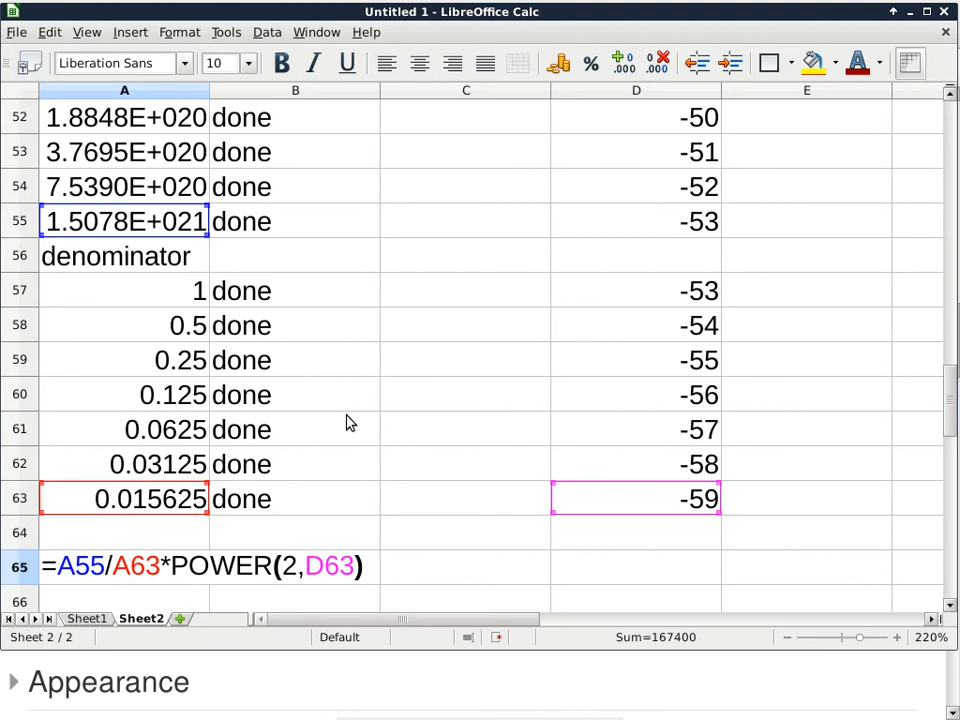 Untitled 1 - LibreOffice Calc
File Edit View Insert Format Tools Data Window Help
Liberation Sans 10
A B C D E
52 1.8848E+020 done -50
53 3.7695E+020 done -51
54 7.5390E+020 done -52
55 1.5078E+021 done -53
56 denominator
57 1 done -53
58 0.5 done -54
59 0.25 done -55
60 0.125 done -56
61 0.0625 done -57
62 0.03125 done -58
63 0.015625 done -59
64
65 =A55/A63*POWER(2,D63)
66
Sheet1 Sheet2
Sheet 2 / 2 Default Sum=167400 220%
Appearance